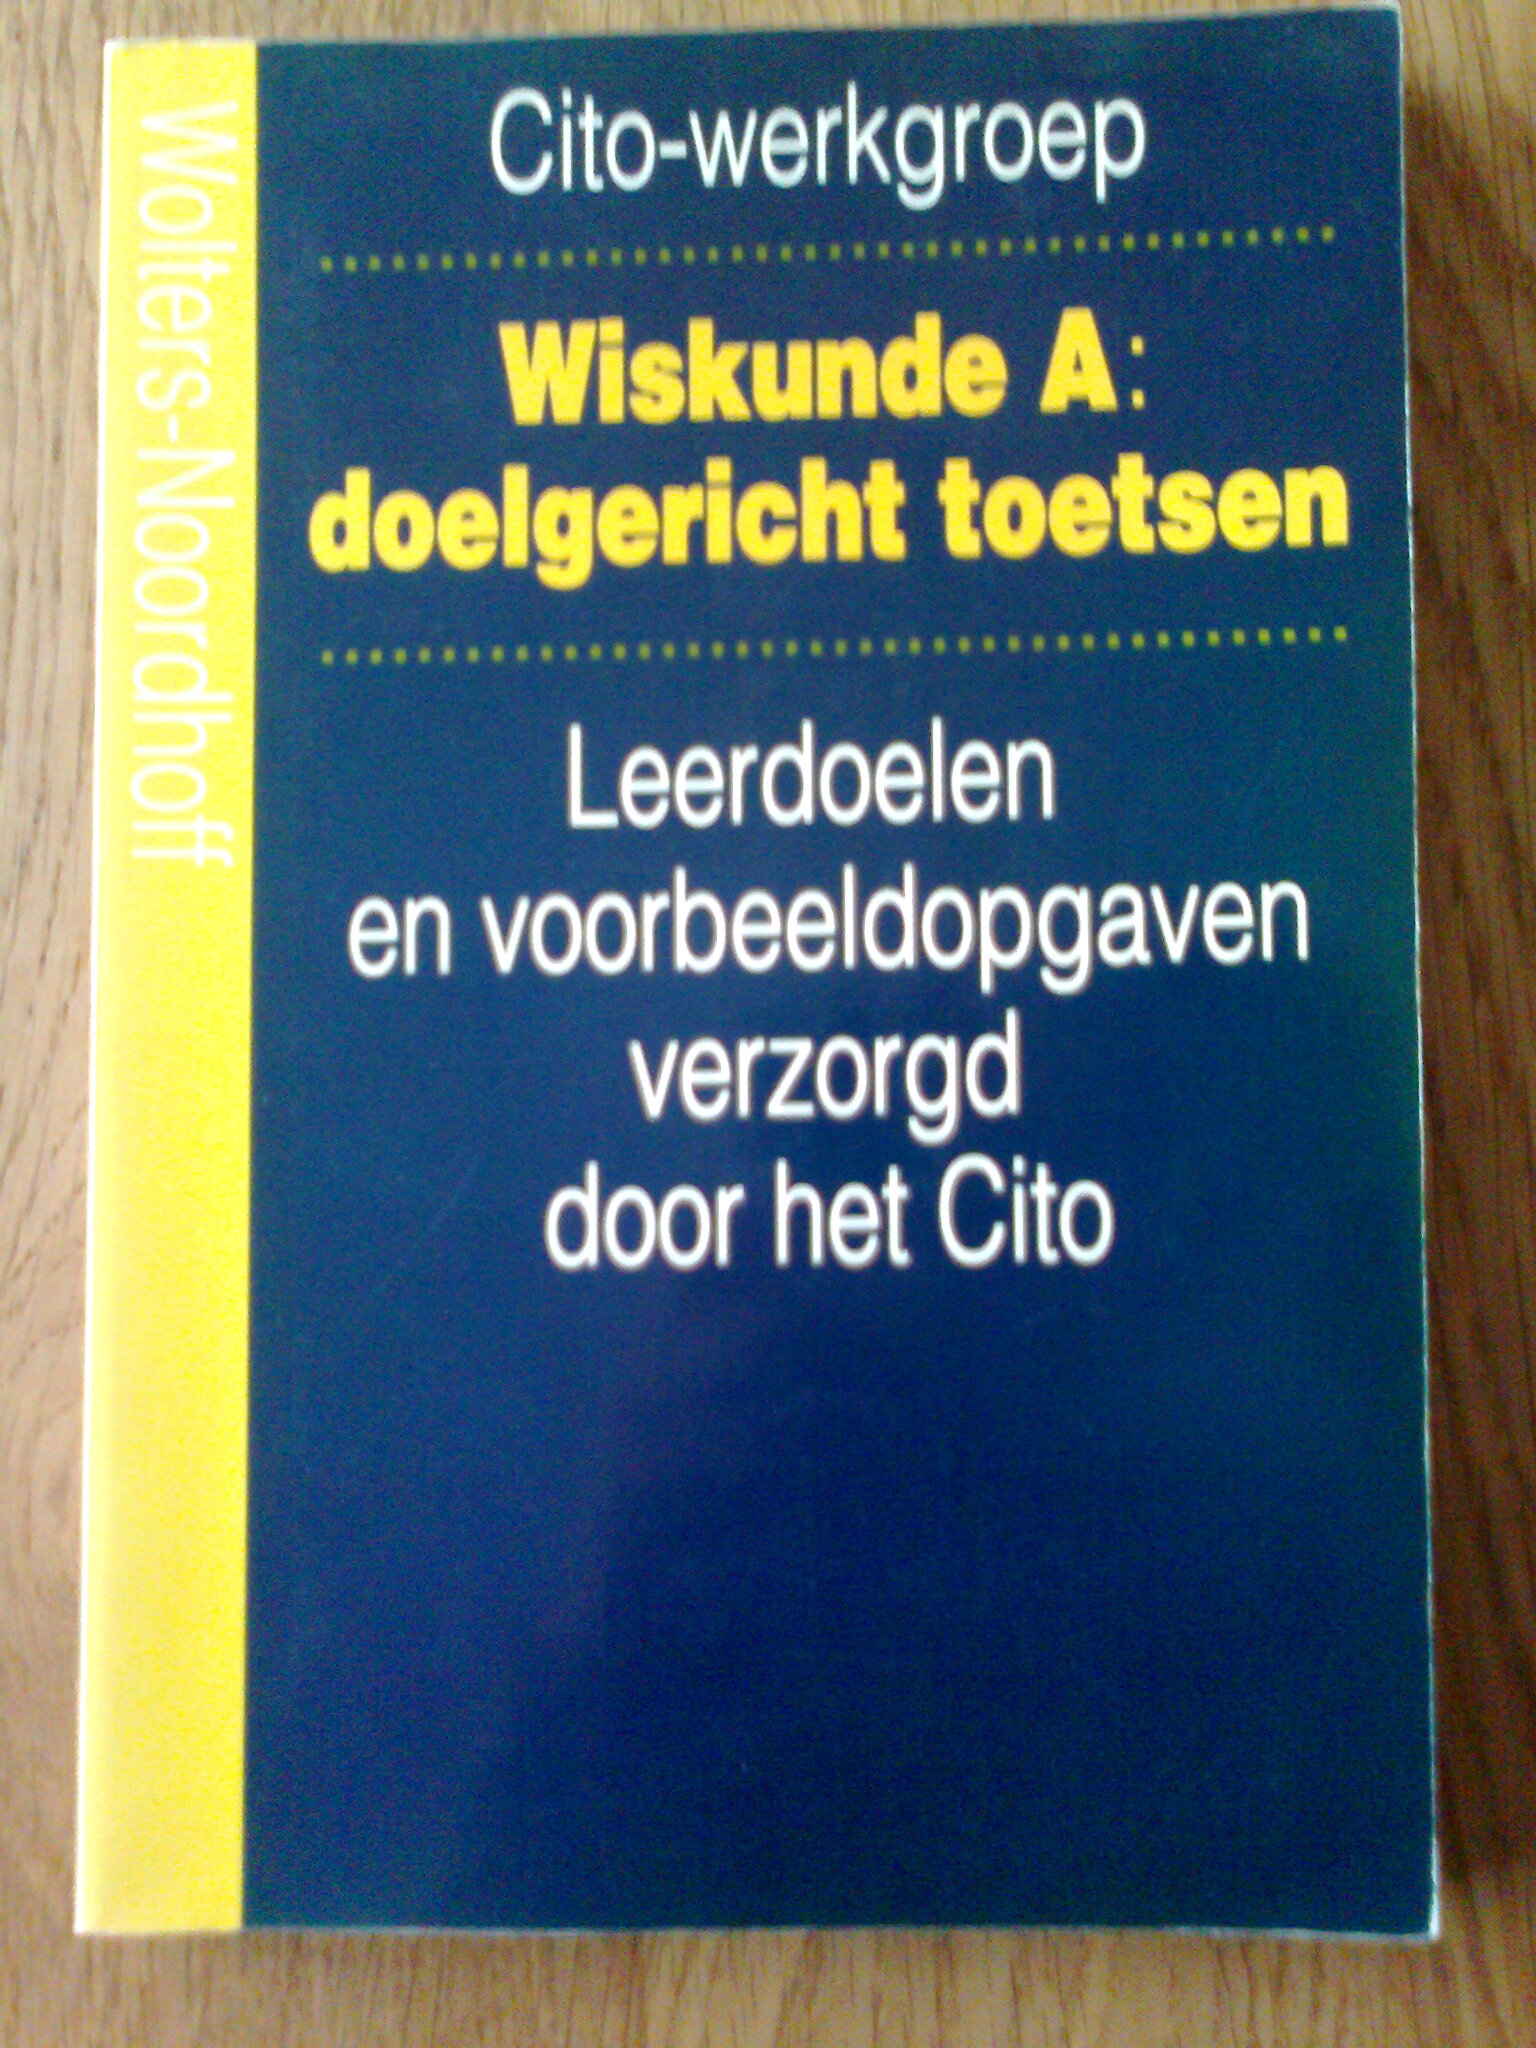 Wolters-Noordhoff
Cito-werkgroep
Wiskunde A:
doelgericht toetsen
Leerdoelen
en voorbeeldopgaven
verzorgd
door het Cito